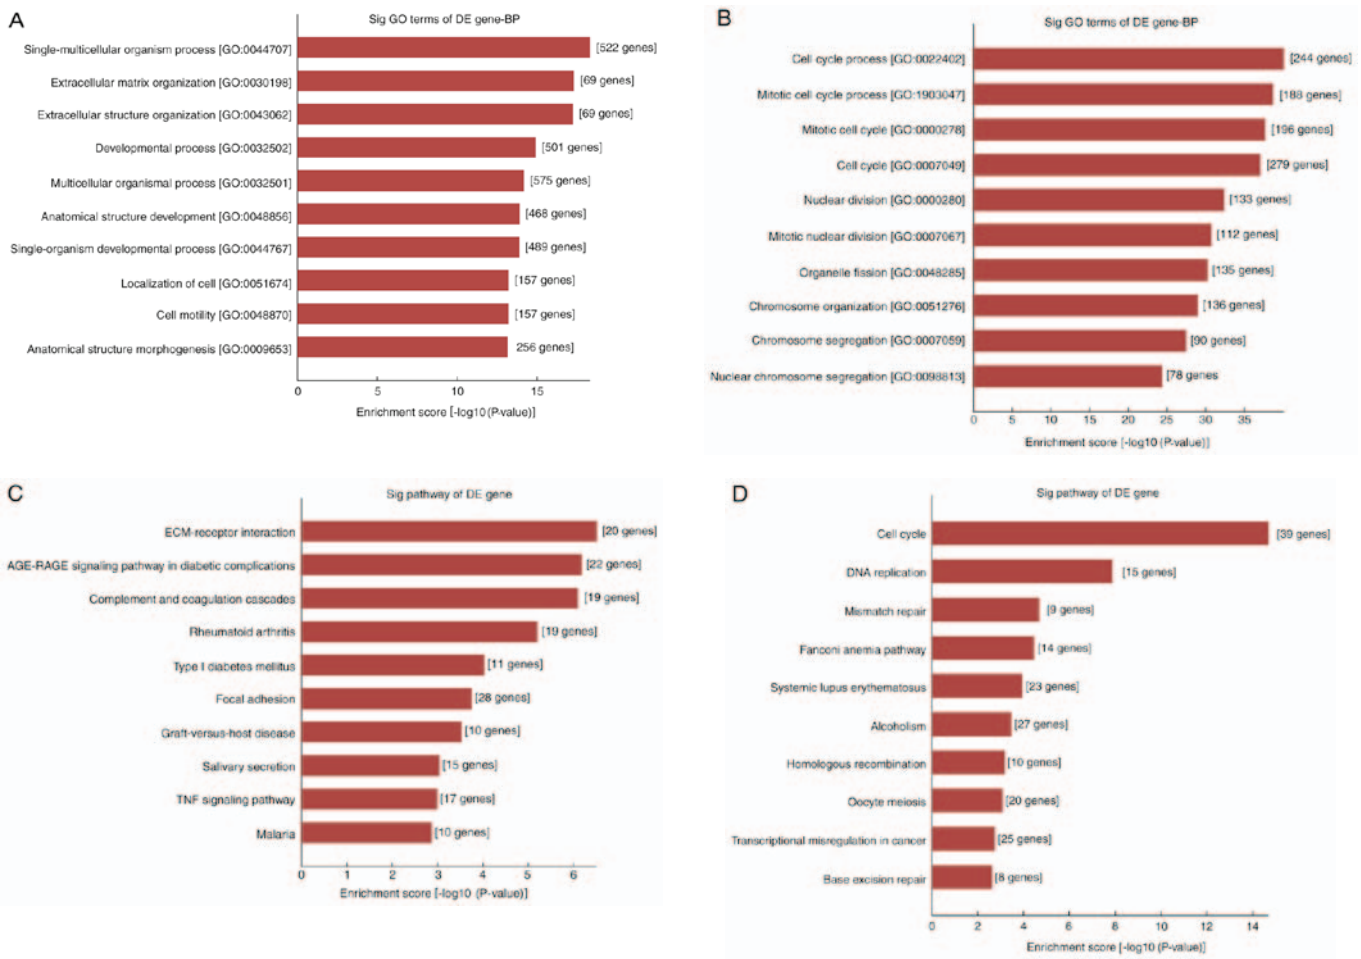 A
Sig GO terms of DE gene-BP
Single-multicellular organism process [GO:0044707]
[522 genes]
Extracellular matrix organization [GO:0030198]
[69 genes]
Extracellular structure organization [GO:0043062]
[69 genes]
Developmental process [GO:0032502]
[501 genes]
Multicellular organismal process [GO:0032501]
[575 genes]
Anatomical structure development [GO:0048856]
[468 genes]
Single-organism developmental process [GO:0044767]
[489 genes]
Localization of cell [GO:0051674]
[157 genes]
Cell motility [GO:0048870]
[157 genes]
Anatomical structure morphogenesis [GO:0009653]
256 genes]
0 5 10 15
Enrichment score [-log10 (P-value)]
B
Sig GO terms of DE gene-BP
Cell cycle process [GO:0022402]
[244 genes]
Mitotic cell cycle process [GO:1903047]
[188 genes]
Mitotic cell cycle [GO:0000278]
[196 genes]
Cell cycle [GO:0007049]
[279 genes]
Nuclear division [GO:0000280]
[133 genes]
Mitotic nuclear division [GO:0007067]
[112 genes]
Organelle fission [GO:0048285]
[135 genes]
Chromosome organization [GO:0051276]
[136 genes]
Chromosome segregation [GO:0007059]
[90 genes]
Nuclear chromosome segregation [GO:0098813]
[78 genes
0 5 10 15 20 25 30 35
Enrichment score [-log10 (P-value)]
C
Sig pathway of DE gene
ECM-receptor interaction
[20 genes]
AGE-RAGE signaling pathway in diabetic complications
[22 genes]
Complement and coagulation cascades
[19 genes]
Rheumatoid arthritis
[19 genes]
Type I diabetes mellitus
[11 genes]
Focal adhesion
[28 genes]
Graft-versus-host disease
[10 genes]
Salivary secretion
[15 genes]
TNF signaling pathway
[17 genes]
Malaria
[10 genes]
0 1 2 3 4 5 6
Enrichment score [-log10 (P-value)]
D
Sig pathway of DE gene
Cell cycle
[39 genes]
DNA replication
[15 genes]
Mismatch repair
[9 genes]
Fanconi anemia pathway
[14 genes]
Systemic lupus erythematosus
[23 genes]
Alcoholism
[27 genes]
Homologous recombination
[10 genes]
Oocyte meiosis
[20 genes]
Transcriptional misregulation in cancer
[25 genes]
Base excision repair
[8 genes]
0 2 4 6 8 10 12 14
Enrichment score [-log10 (P-value)]